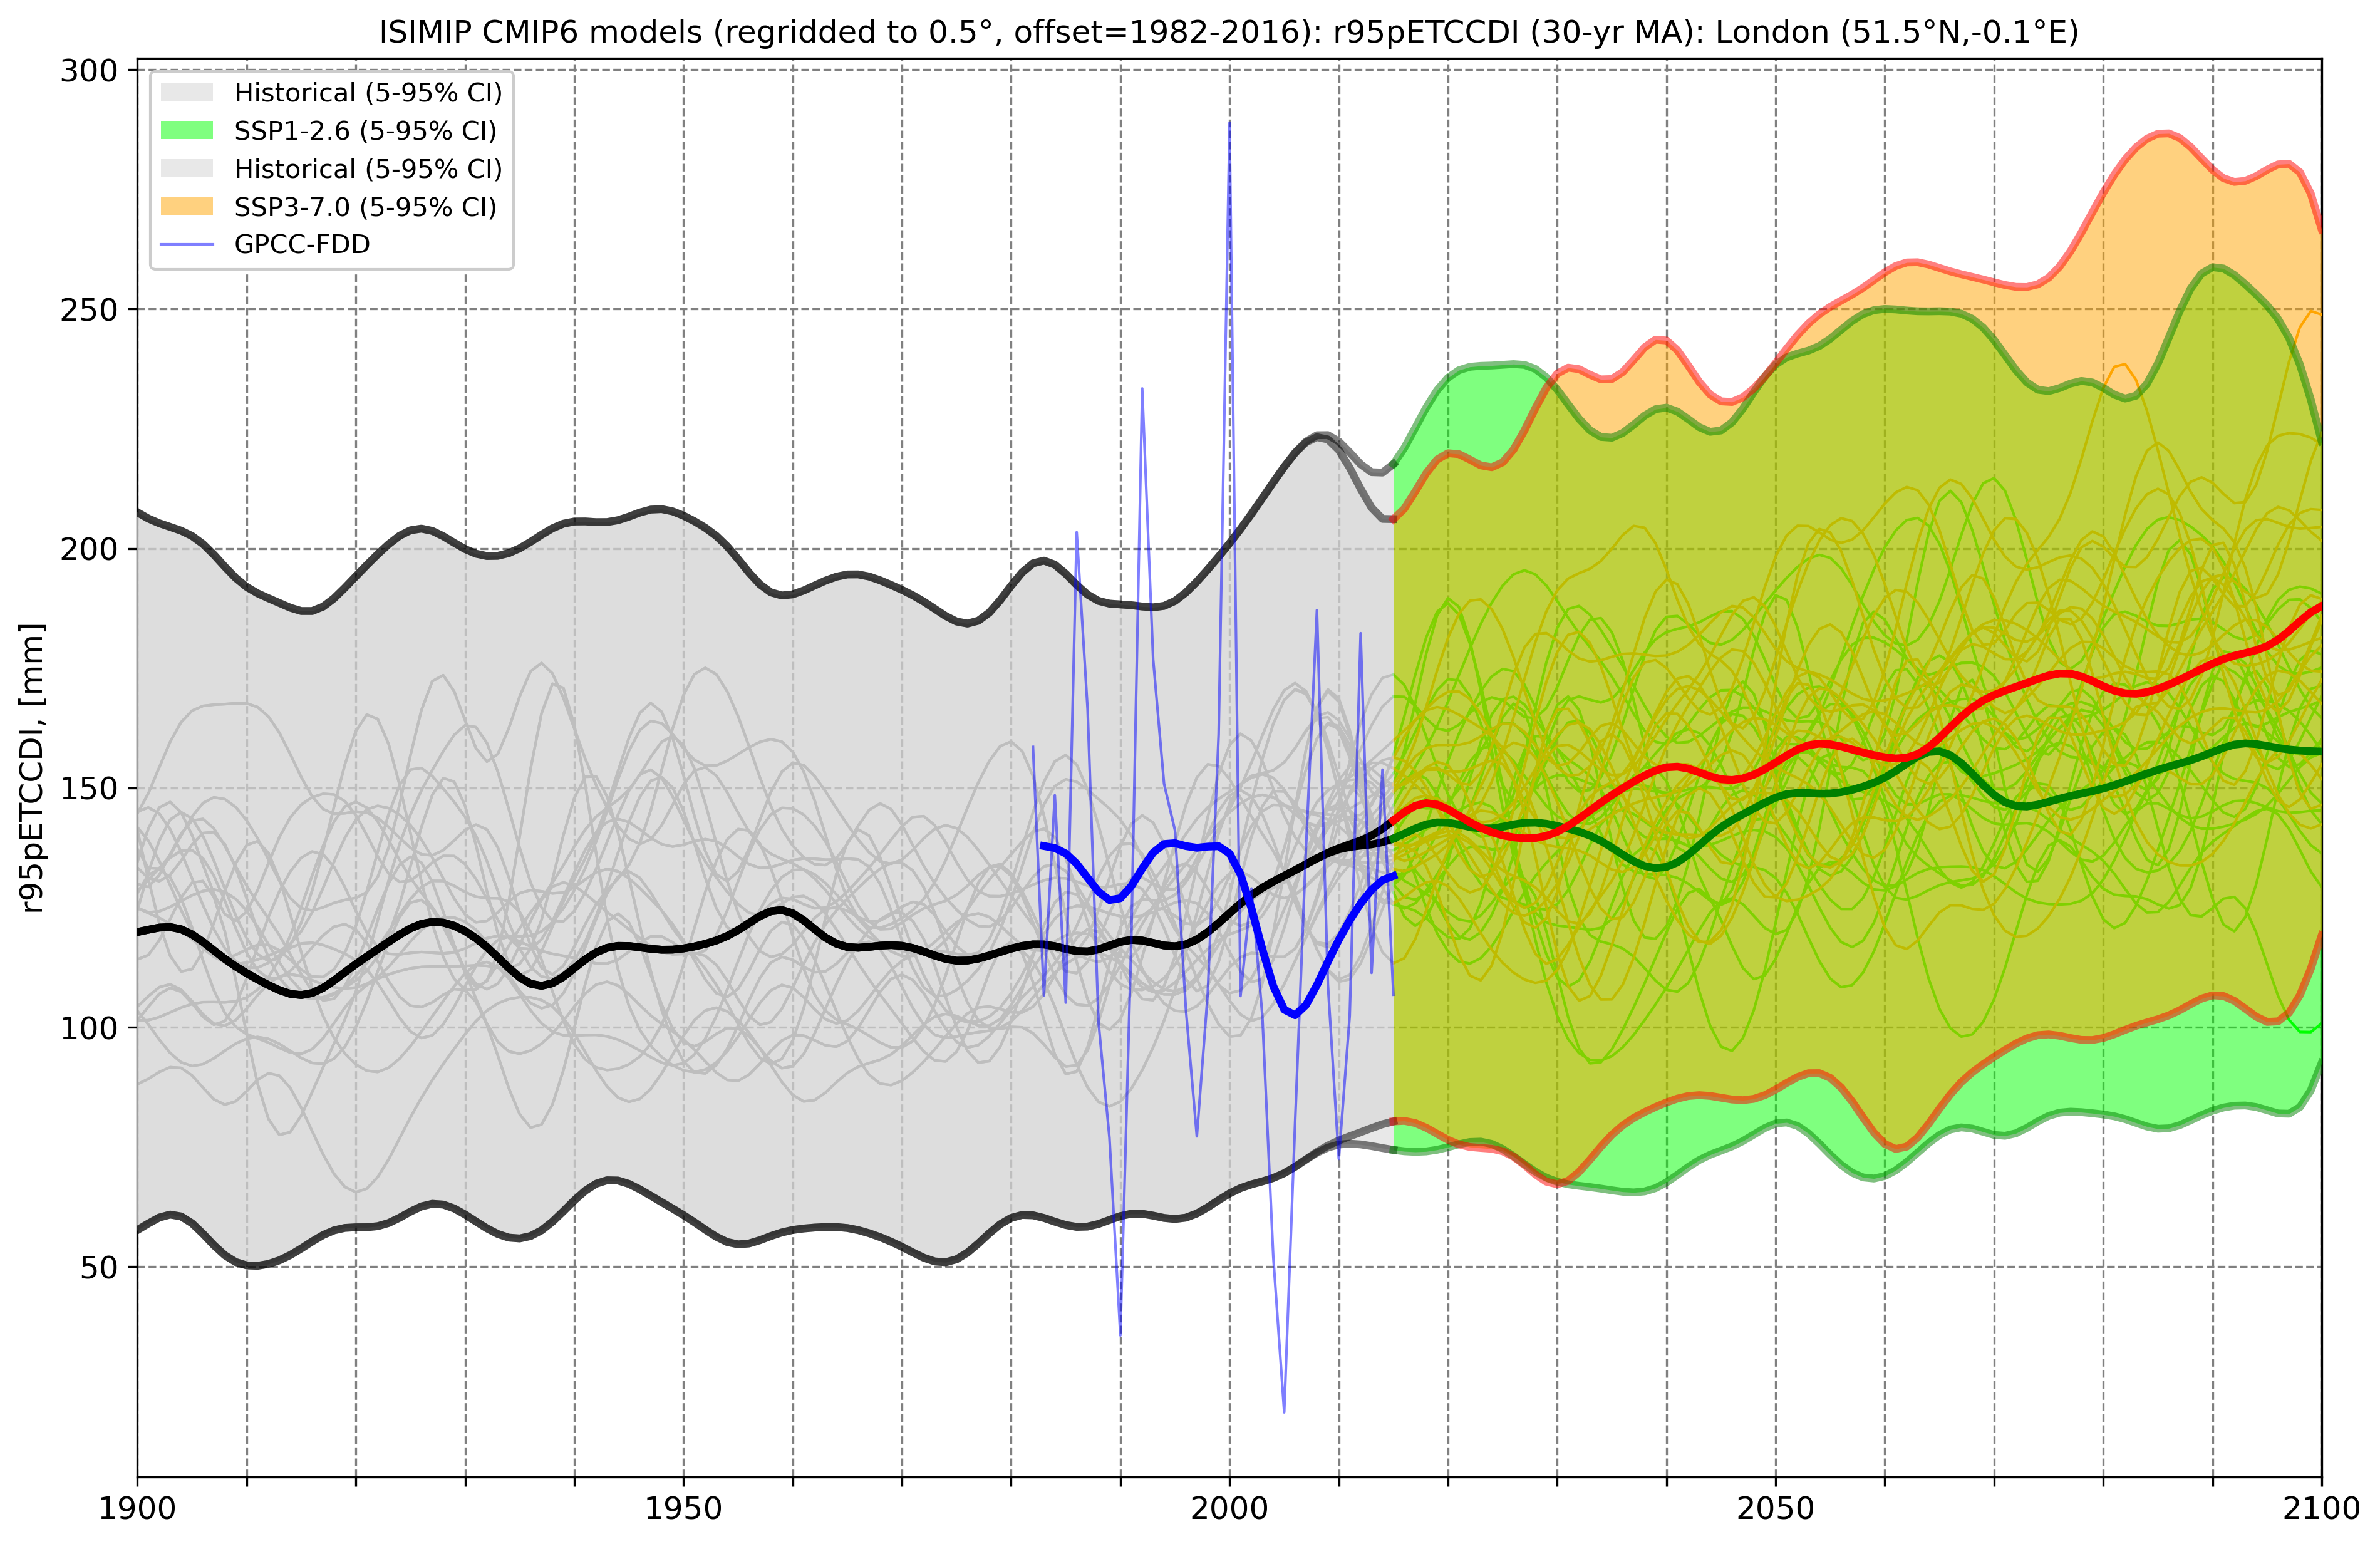 ISIMIP CMIP6 models (regridded to 0.5°, offset=1982-2016): r95pETCCDI (30-yr MA): London (51.5°N,-0.1°E)
Historical (5-95% CI)
SSP1-2.6 (5-95% CI)
Historical (5-95% CI)
SSP3-7.0 (5-95% CI)
GPCC-FDD
r95pETCCDI, [mm]
300
250
200
150
100
50
1900
1950
2000
2050
2100